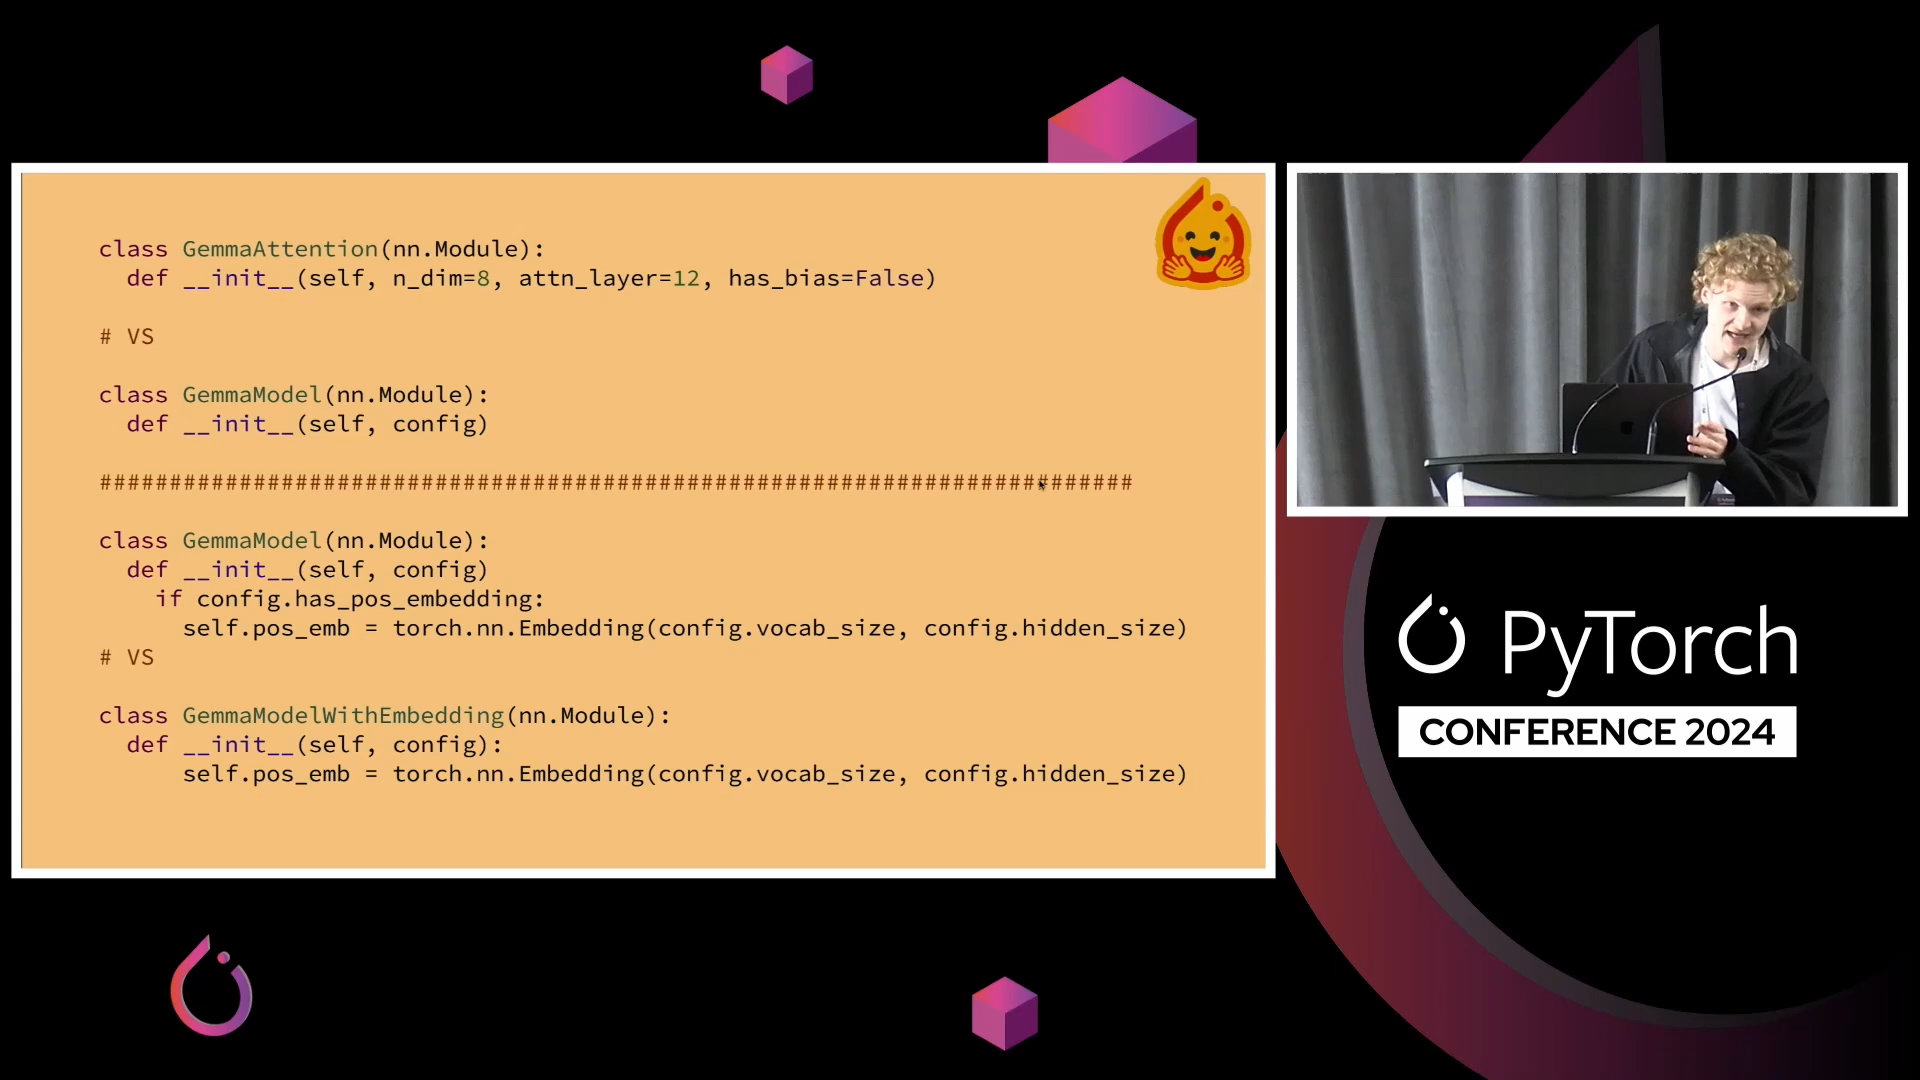 class GemmaAttention(nn.Module):
def __init__(self, n_dim=8, attn_layer=12, has_bias=False)
# VS
class GemmaModel(nn.Module):
def __init__(self, config)
##########################################################################
class GemmaModel(nn.Module):
def __init__(self, config)
if config.has_pos_embedding:
self.pos_emb = torch.nn.Embedding(config.vocab_size, config.hidden_size)
# VS
class GemmaModelWithEmbedding(nn.Module):
def __init__(self, config):
self.pos_emb = torch.nn.Embedding(config.vocab_size, config.hidden_size)
PyTorch
CONFERENCE 2024